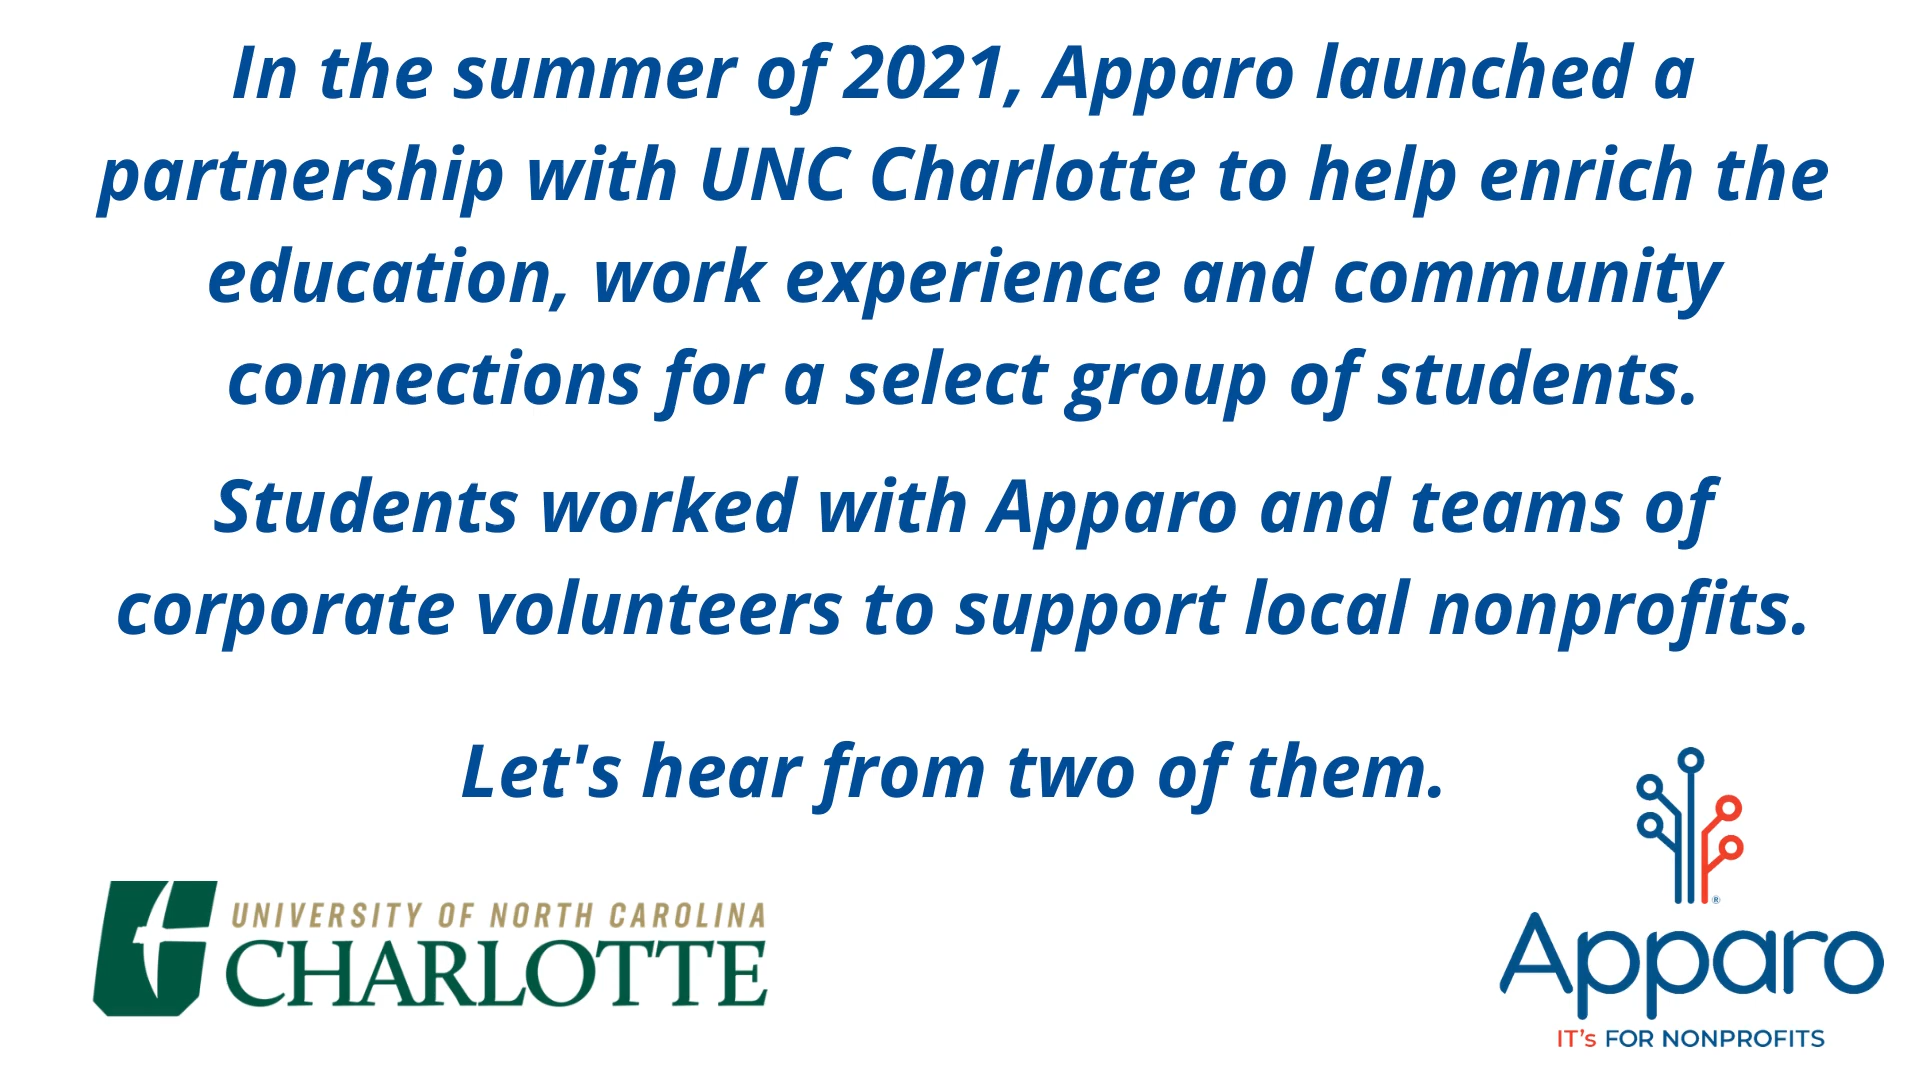 In the summer of 2021, Apparo launched a
partnership with UNC Charlotte to help enrich the
education, work experience and community
connections for a select group of students.
Students worked with Apparo and teams of
corporate volunteers to support local nonprofits.
Let's hear from two of them.
UNIVERSITY OF NORTH CAROLINA
CHARLOTTE
®
Apparo
IT's FOR NONPROFITS